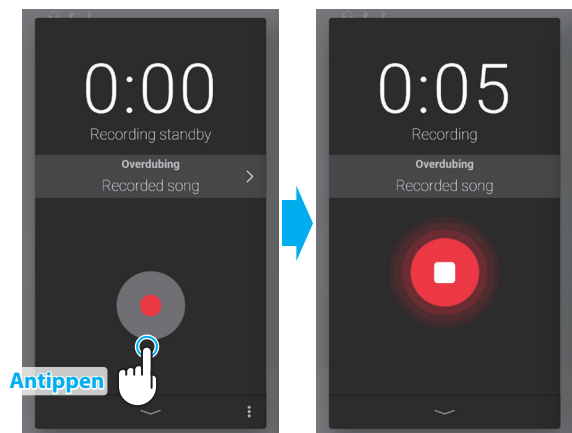 0:00
Recording standby
Overdubing
Recorded song
Antippen
0:05
Recording
Overdubing
Recorded song